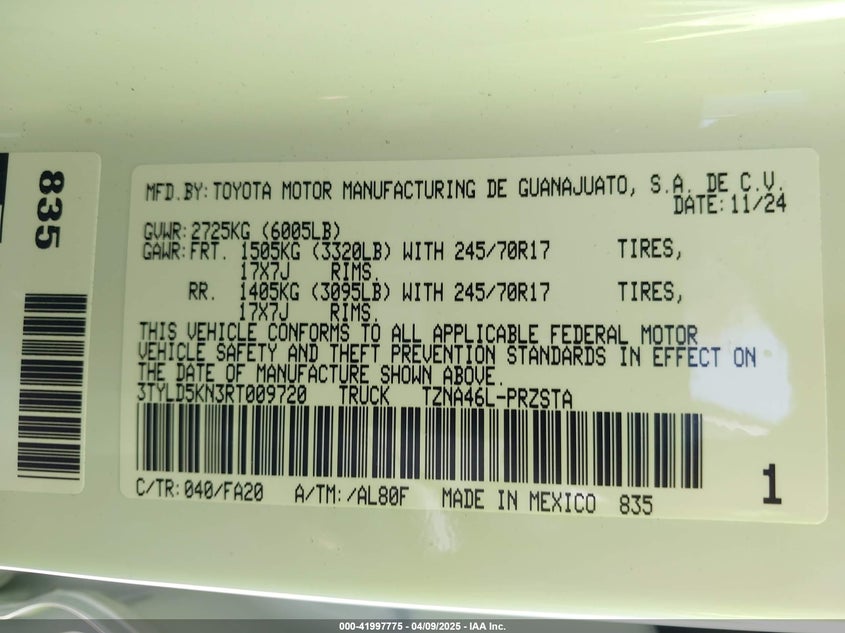 835
MFD.BY:TOYOTA MOTOR MANUFACTURING DE GUANAJUATO, S.A. DE C.V.
DATE:11/24
GVWR:2725KG (6005LB)
GAWR:FRT. 1505KG (3320LB) WITH 245/70R17 TIRES,
17X7J RIMS.
RR. 1405KG (3095LB) WITH 245/70R17 TIRES,
17X7J RIMS.
THIS VEHICLE CONFORMS TO ALL APPLICABLE FEDERAL MOTOR
VEHICLE SAFETY AND THEFT PREVENTION STANDARDS IN EFFECT ON
THE DATE OF MANUFACTURE SHOWN ABOVE.
3TYLD5KN3RT009720 TRUCK TZNA46L-PRZSTA
C/TR:040/FA20 A/TM:/AL80F MADE IN MEXICO 835
1
000-41997775 - 04/09/2025 - IAA Inc.